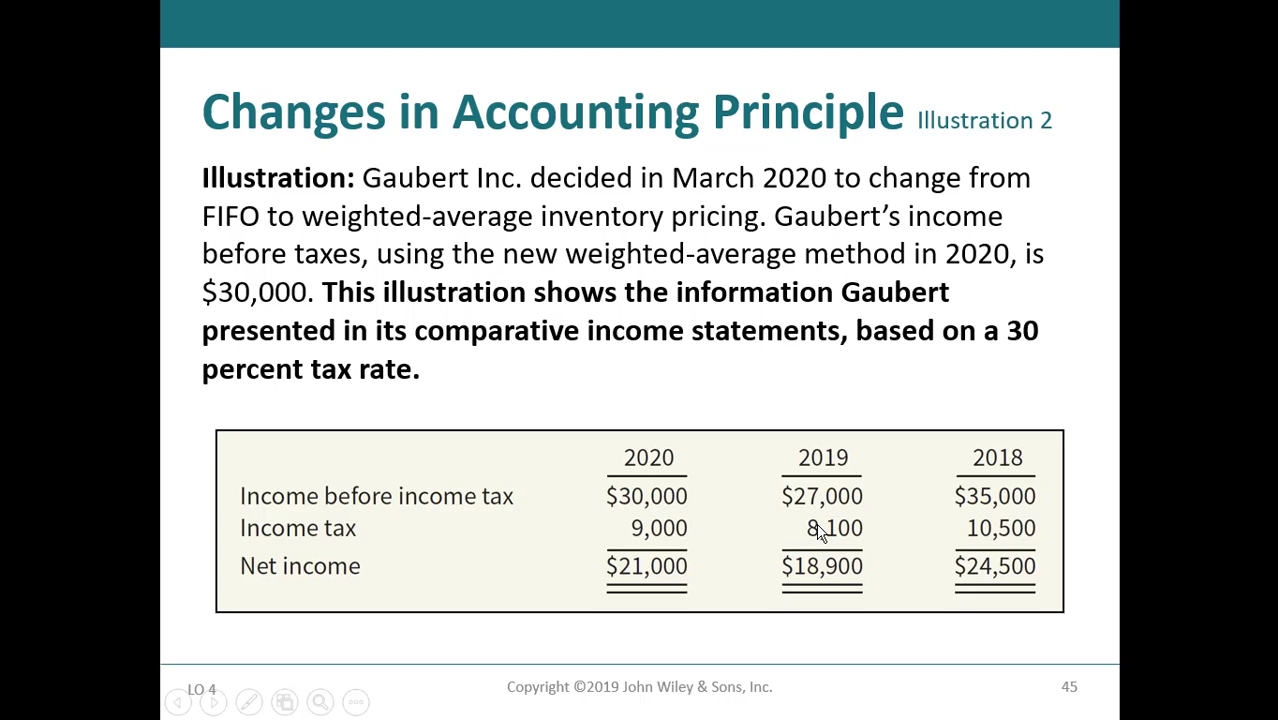 Changes in Accounting Principle Illustration 2
Illustration: Gaubert Inc. decided in March 2020 to change from
FIFO to weighted-average inventory pricing. Gaubert’s income
before taxes, using the new weighted-average method in 2020, is
$30,000. This illustration shows the information Gaubert
presented in its comparative income statements, based on a 30
percent tax rate.
2020 2019 2018
Income before income tax $30,000 $27,000 $35,000
Income tax 9,000 8,100 10,500
Net income $21,000 $18,900 $24,500
LO 4 Copyright ©2019 John Wiley & Sons, Inc. 45